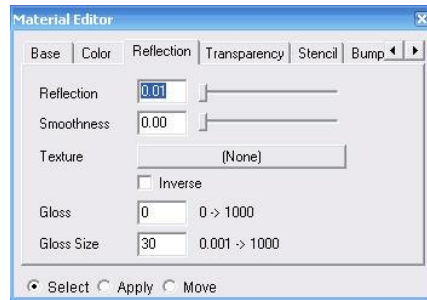 Material Editor
Base Color Reflection Transparency Stencil Bump
Reflection 0.01
Smoothness 0.00
Texture (None)
Inverse
Gloss 0 0 -> 1000
Gloss Size 30 0.001 -> 1000
Select Apply Move